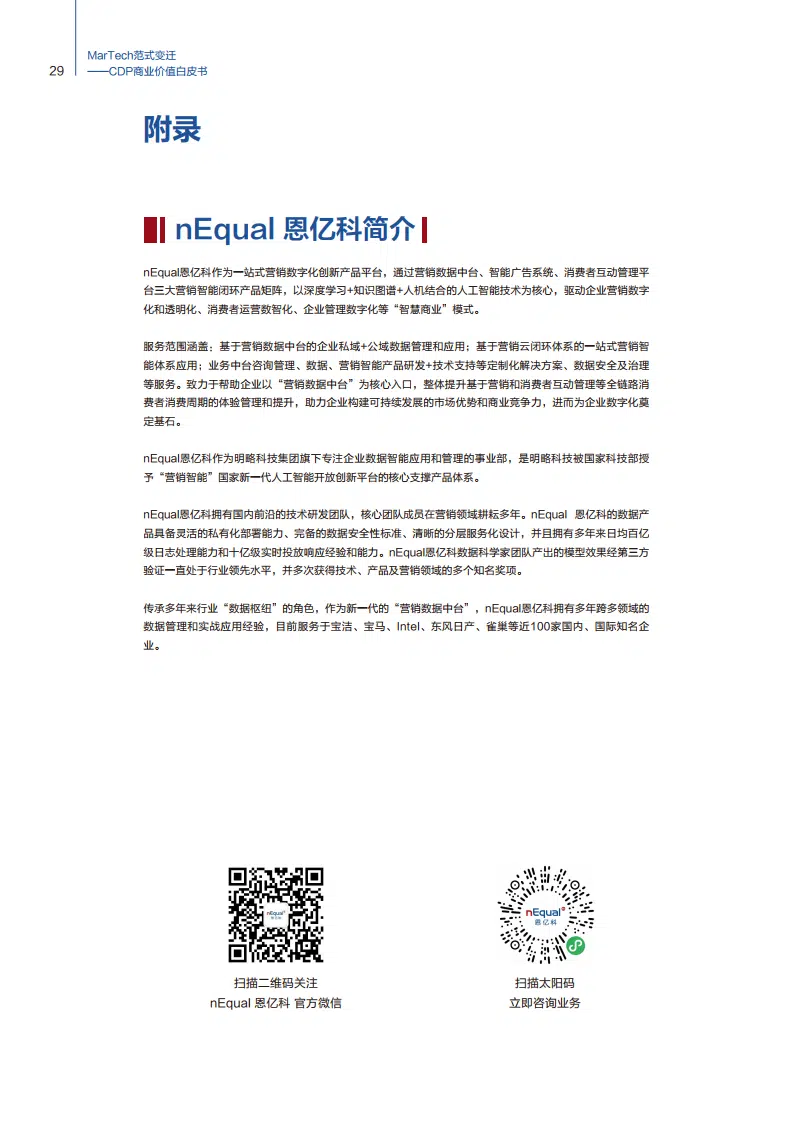 29
MarTech范式变迁
——CDP商业价值白皮书
附录
nEqual 恩亿科简介
nEqual恩亿科作为一站式营销数字化创新产品平台，通过营销数据中台、智能广告系统、消费者互动管理平
台三大营销智能闭环产品矩阵，以深度学习+知识图谱+人机结合的人工智能技术为核心，驱动企业营销数字
化和透明化、消费者运营数智化、企业管理数字化等“智慧商业”模式。
服务范围涵盖：基于营销数据中台的企业私域+公域数据管理和应用；基于营销云闭环体系的一站式营销智
能体系应用；业务中台咨询管理、数据、营销智能产品研发+技术支持等定制化解决方案、数据安全及治理
等服务。致力于帮助企业以“营销数据中台”为核心入口，整体提升基于营销和消费者互动管理等全链路消
费者消费周期的体验管理和提升，助力企业构建可持续发展的市场优势和商业竞争力，进而为企业数字化奠
定基石。
nEqual恩亿科作为明略科技集团旗下专注企业数据智能应用和管理的事业部，是明略科技被国家科技部授
予“营销智能”国家新一代人工智能开放创新平台的核心支撑产品体系。
nEqual恩亿科拥有国内前沿的技术研发团队，核心团队成员在营销领域耕耘多年。nEqual 恩亿科的数据产
品具备灵活的私有化部署能力、完备的数据安全性标准、清晰的分层服务化设计，并且拥有多年来日均百亿
级日志处理能力和十亿级实时投放响应经验和能力。nEqual恩亿科数据科学家团队产出的模型效果经第三方
验证一直处于行业领先水平，并多次获得技术、产品及营销领域的多个知名奖项。
传承多年来行业“数据枢纽”的角色，作为新一代的“营销数据中台”，nEqual恩亿科拥有多年跨多领域的
数据管理和实战应用经验，目前服务于宝洁、宝马、Intel、东风日产、雀巢等近100家国内、国际知名企
业。
nEqual
恩亿科
nEqual
恩亿科
扫描二维码关注
nEqual 恩亿科 官方微信
扫描太阳码
立即咨询业务